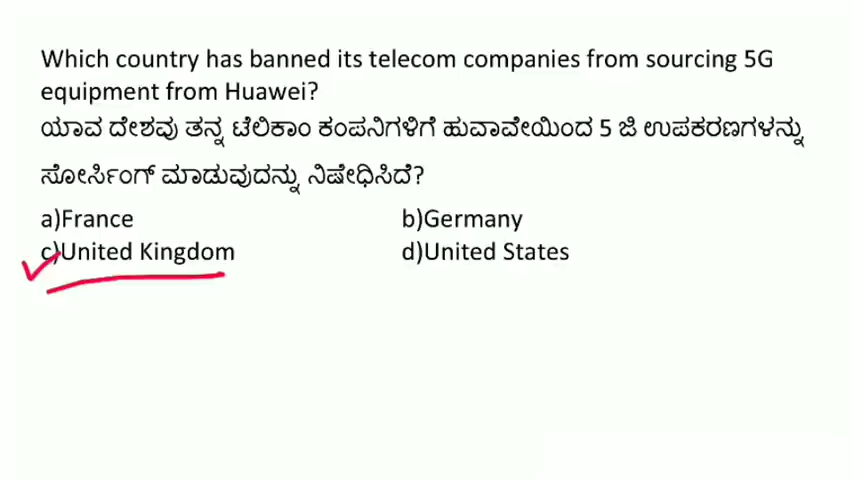 Which country has banned its telecom companies from sourcing 5G
equipment from Huawei?
ಯಾವ ದೇಶವು ತನ್ನ ಟೆಲಿಕಾಂ ಕಂಪನಿಗಳಿಗೆ ಹುವಾವೇಯಿಂದ 5 ಜಿ ಉಪಕರಣಗಳನ್ನು
ಸೋರ್ಸಿಂಗ್ ಮಾಡುವುದನ್ನು ನಿಷೇಧಿಸಿದೆ?
a)France b)Germany
c)United Kingdom d)United States